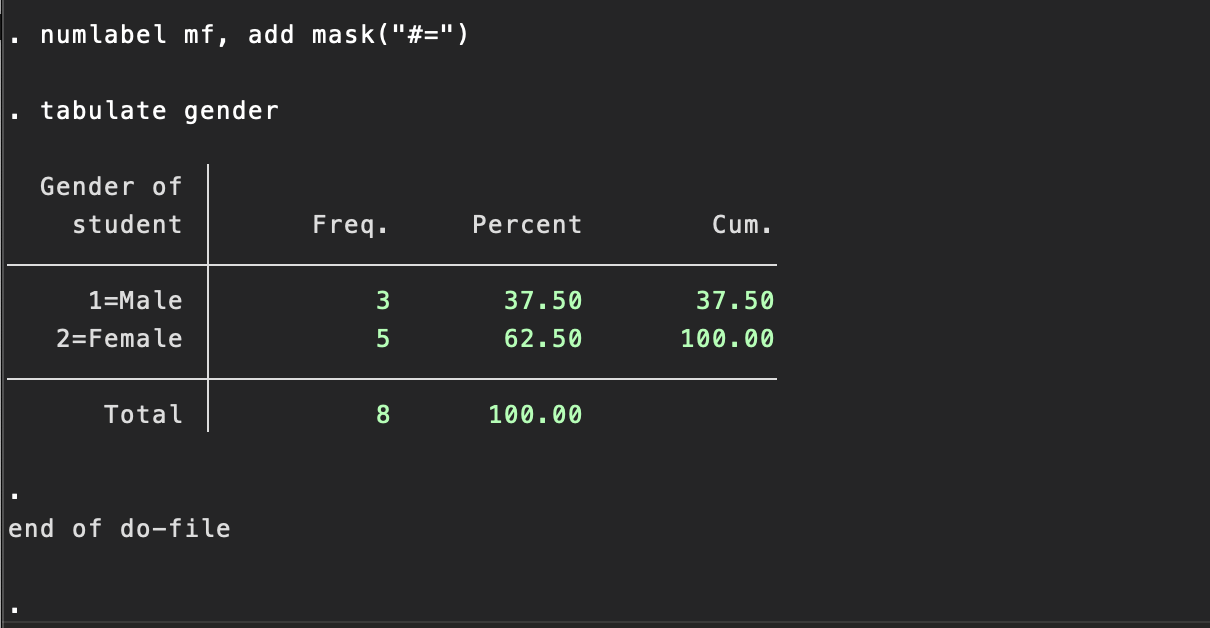 . numlabel mf, add mask("#=")
. tabulate gender
Gender of
student Freq. Percent Cum.
1=Male 3 37.50 37.50
2=Female 5 62.50 100.00
Total 8 100.00
.
end of do-file
.